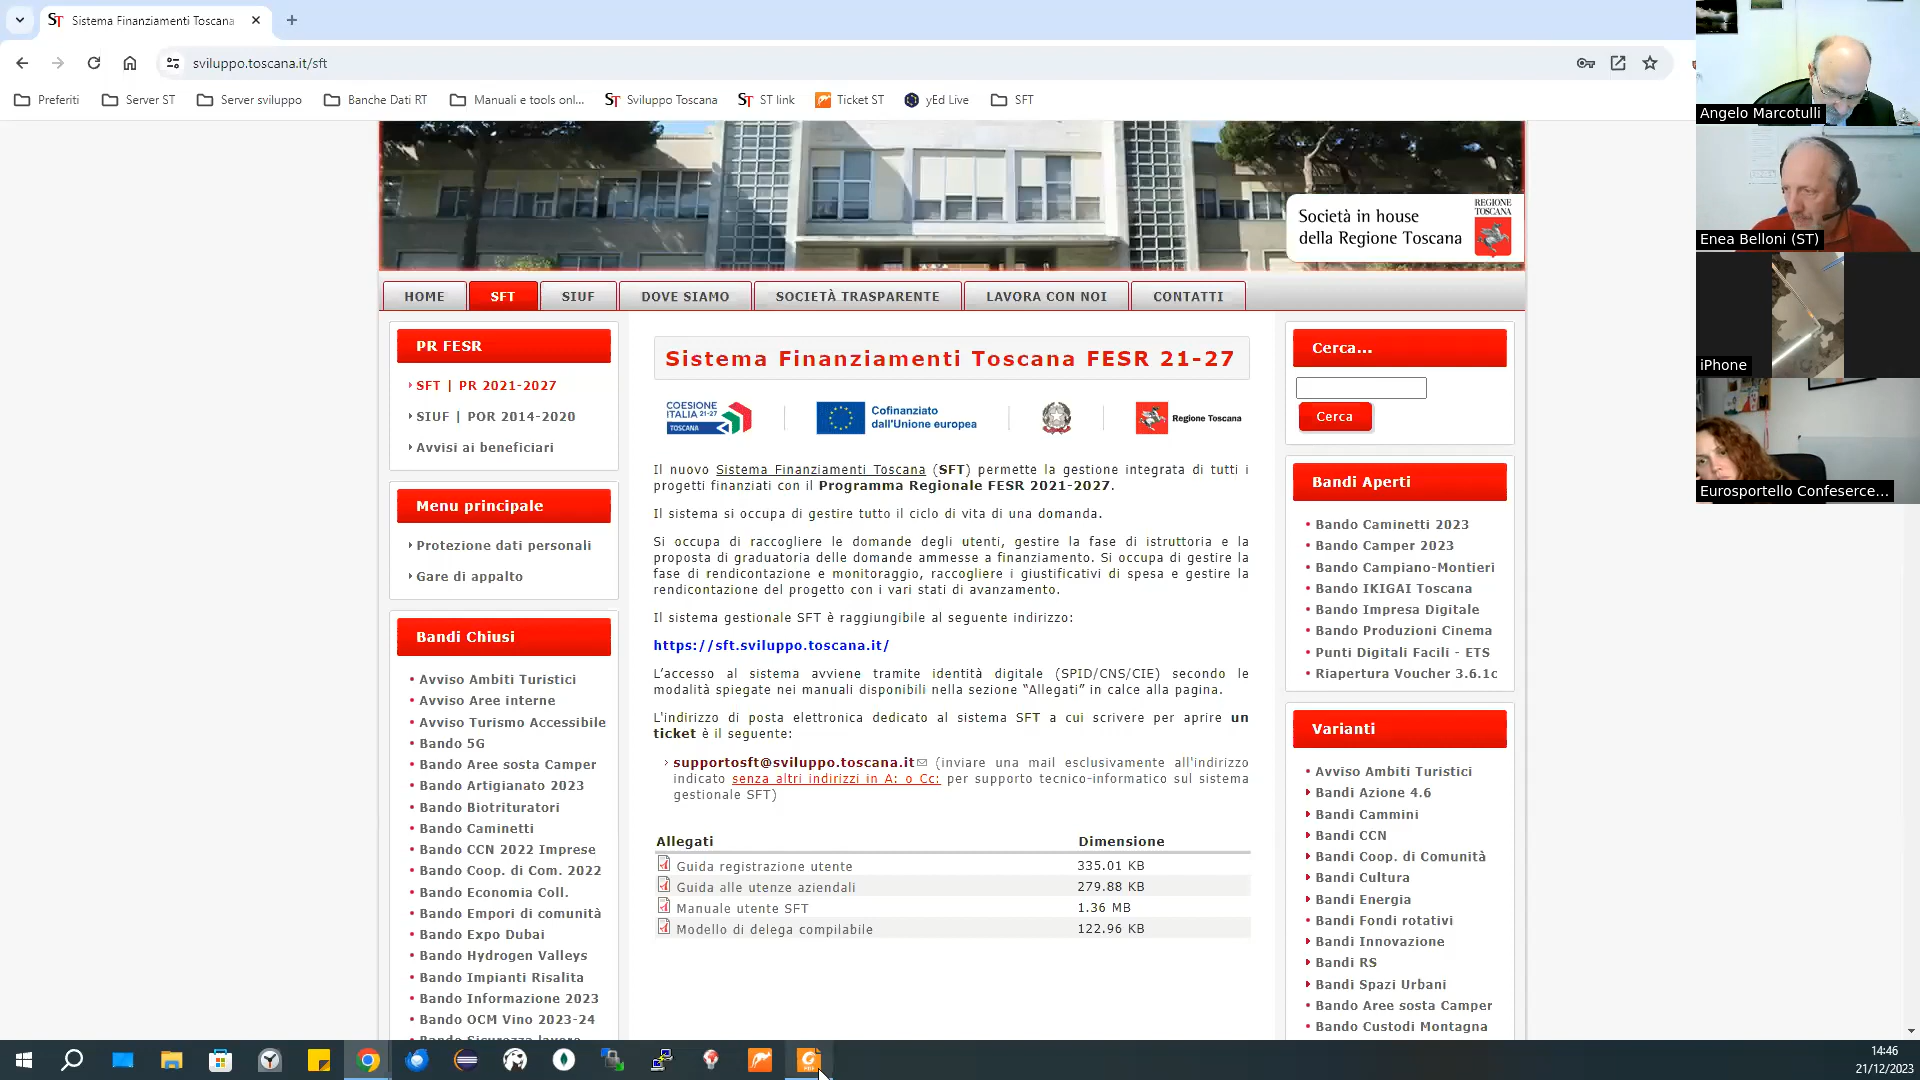 Sistema Finanziamenti Toscana
sviluppo.toscana.it/sft
Preferiti
Server ST
Server sviluppo
Banche Dati RT
Manuali e tools onl...
Sviluppo Toscana
ST link
Ticket ST
yEd Live
SFT
Società in house
della Regione Toscana
REGIONE
TOSCANA
HOME
SFT
SIUF
DOVE SIAMO
SOCIETÀ TRASPARENTE
LAVORA CON NOI
CONTATTI
PR FESR
SFT | PR 2021-2027
SIUF | POR 2014-2020
Avvisi ai beneficiari
Menu principale
Protezione dati personali
Gare di appalto
Bandi Chiusi
Avviso Ambiti Turistici
Avviso Aree interne
Avviso Turismo Accessibile
Bando 5G
Bando Aree sosta Camper
Bando Artigianato 2023
Bando Biotrituratori
Bando Caminetti
Bando CCN 2022 Imprese
Bando Coop. di Com. 2022
Bando Economia Coll.
Bando Empori di comunità
Bando Expo Dubai
Bando Hydrogen Valleys
Bando Impianti Risalita
Bando Informazione 2023
Bando OCM Vino 2023-24
Sistema Finanziamenti Toscana FESR 21-27
COESIONE
ITALIA 21-27
TOSCANA
Cofinanziato
dall'Unione europea
Regione Toscana
Il nuovo Sistema Finanziamenti Toscana (SFT) permette la gestione integrata di tutti i
progetti finanziati con il Programma Regionale FESR 2021-2027.
Il sistema si occupa di gestire tutto il ciclo di vita di una domanda.
Si occupa di raccogliere le domande degli utenti, gestire la fase di istruttoria e la
proposta di graduatoria delle domande ammesse a finanziamento. Si occupa di gestire la
fase di rendicontazione e monitoraggio, raccogliere i giustificativi di spesa e gestire la
rendicontazione del progetto con i vari stati di avanzamento.
Il sistema gestionale SFT è raggiungibile al seguente indirizzo:
https://sft.sviluppo.toscana.it/
L’accesso al sistema avviene tramite identità digitale (SPID/CNS/CIE) secondo le
modalità spiegate nei manuali disponibili nella sezione “Allegati” in calce alla pagina.
L'indirizzo di posta elettronica dedicato al sistema SFT a cui scrivere per aprire un
ticket è il seguente:
supportosft@sviluppo.toscana.it (inviare una mail esclusivamente all'indirizzo
indicato senza altri indirizzi in A: o Cc: per supporto tecnico-informatico sul sistema
gestionale SFT)
Allegati Dimensione
Guida registrazione utente 335.01 KB
Guida alle utenze aziendali 279.88 KB
Manuale utente SFT 1.36 MB
Modello di delega compilabile 122.96 KB
Cerca...
Cerca
Bandi Aperti
Bando Caminetti 2023
Bando Camper 2023
Bando Campiano-Montieri
Bando IKIGAI Toscana
Bando Impresa Digitale
Bando Produzioni Cinema
Punti Digitali Facili - ETS
Riapertura Voucher 3.6.1c
Varianti
Avviso Ambiti Turistici
Bandi Azione 4.6
Bandi Cammini
Bandi CCN
Bandi Coop. di Comunità
Bandi Cultura
Bandi Energia
Bandi Fondi rotativi
Bandi Innovazione
Bandi RS
Bandi Spazi Urbani
Bando Aree sosta Camper
Bando Custodi Montagna
Angelo Marcotulli
Enea Belloni (ST)
iPhone
Eurosportello Confeserce...
14:46
21/12/2023